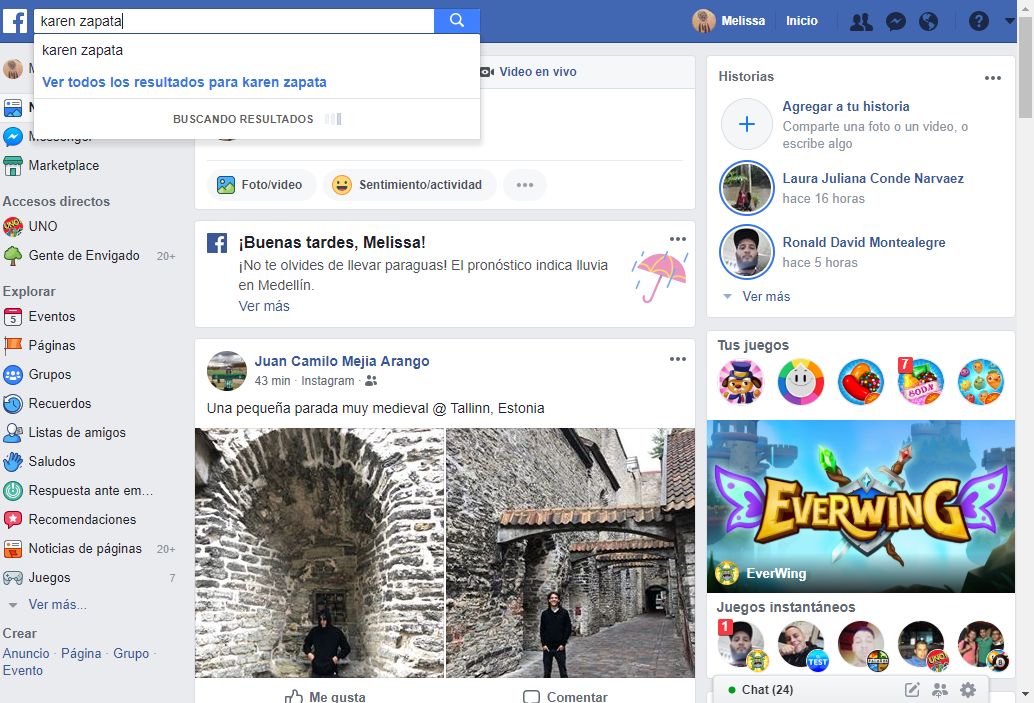 karen zapata
Melissa
Inicio
karen zapata
Ver todos los resultados para karen zapata
BUSCANDO RESULTADOS
Marketplace
Accesos directos
UNO
Gente de Envigado 20+
Explorar
5
Eventos
Páginas
Grupos
Recuerdos
Listas de amigos
Saludos
Respuesta ante em...
Recomendaciones
Noticias de páginas 20+
Juegos 7
Ver más...
Crear
Anuncio · Página · Grupo ·
Evento
Video en vivo
Foto/video
Sentimiento/actividad
¡Buenas tardes, Melissa!
¡No te olvides de llevar paraguas! El pronóstico indica lluvia
en Medellín.
Ver más
Juan Camilo Mejia Arango
43 min · Instagram ·
Una pequeña parada muy medieval @ Tallinn, Estonia
Me gusta
Comentar
Historias
Agregar a tu historia
Comparte una foto o un video, o
escribe algo
Laura Juliana Conde Narvaez
hace 16 horas
Ronald David Montealegre
hace 5 horas
Ver más
Tus juegos
7
SODA
EVERWING
EverWing
Juegos instantáneos
1
TEST
UNO
8
Chat (24)